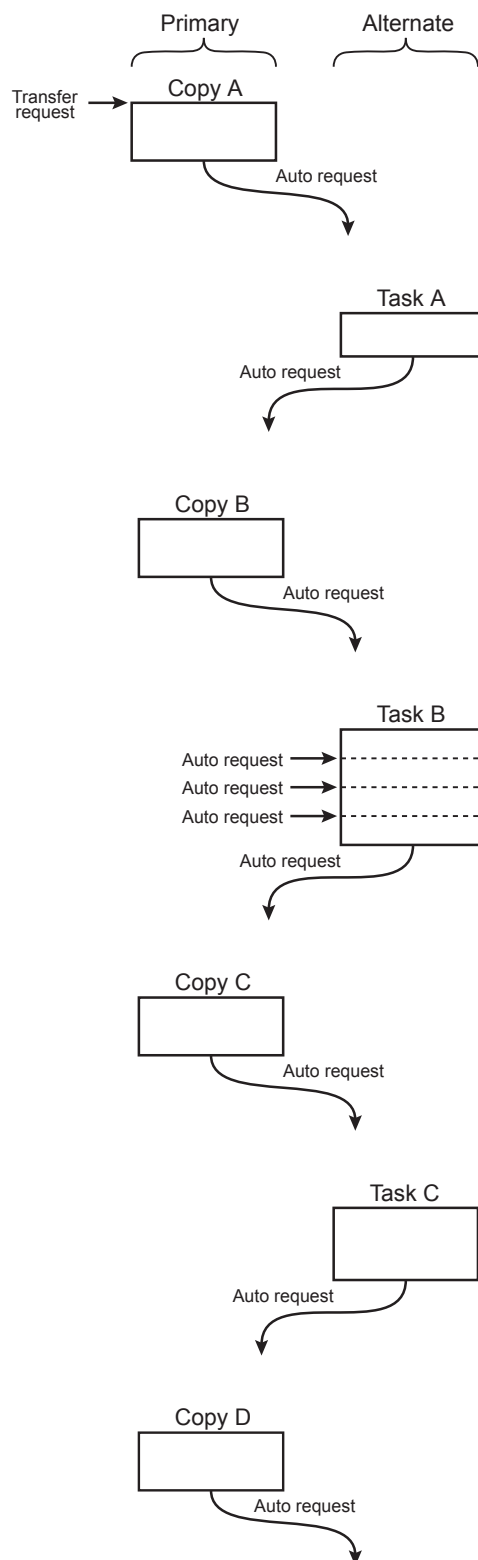 Primary
Alternate
Copy A
Transfer
request
Auto request
Task A
Auto request
Copy B
Auto request
Task B
Auto request
Auto request
Auto request
Auto request
Copy C
Auto request
Task C
Auto request
Copy D
Auto request